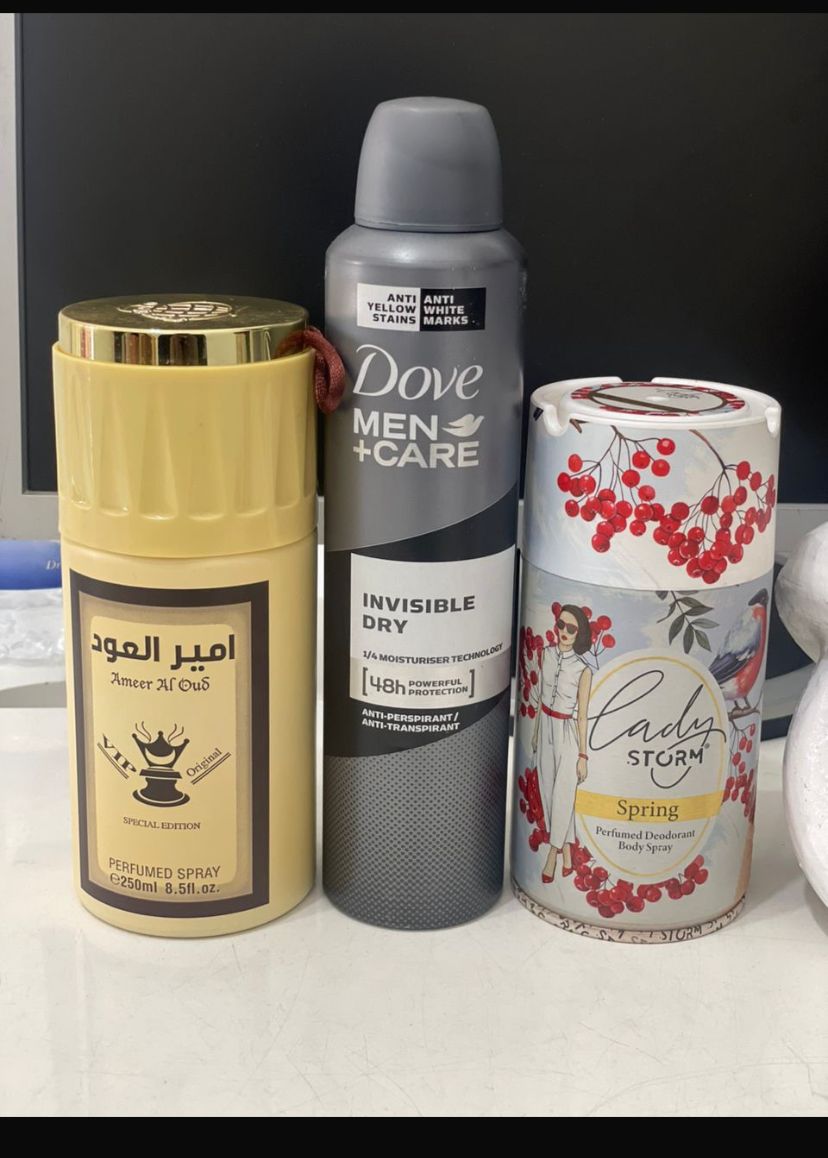 امير العود
Ameer Al Oud
VIP
Original
SPECIAL EDITION
PERFUMED SPRAY
℮250ml 8.5fl.oz.
ANTI YELLOW STAINS
ANTI WHITE MARKS
Dove
MEN
+CARE
INVISIBLE
DRY
1/4 MOISTURISER TECHNOLOGY
[48h POWERFUL PROTECTION]
ANTI-PERSPIRANT/
ANTI-TRANSPIRANT
lady
STORM®
Spring
Perfumed Deodorant
Body Spray
STORM